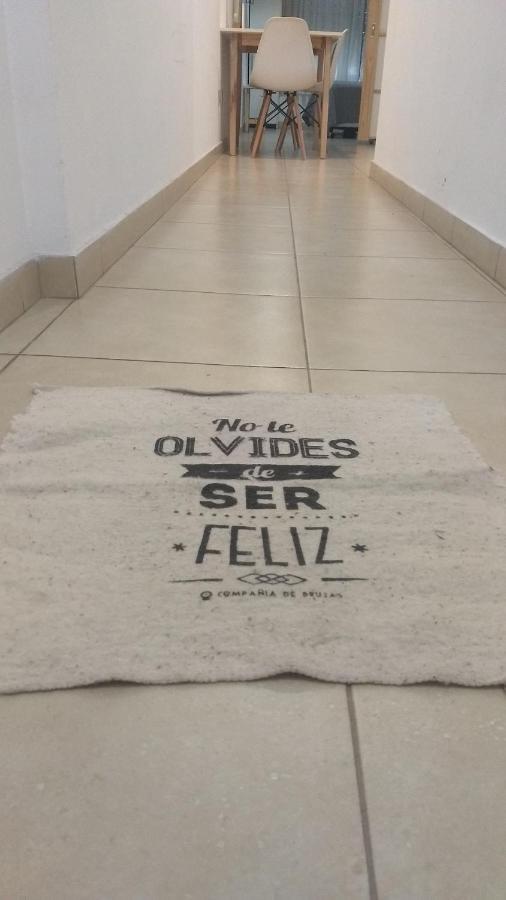 No te
OLVIDES
de
SER
FELIZ
COMPAÑIA DE BRUJAS